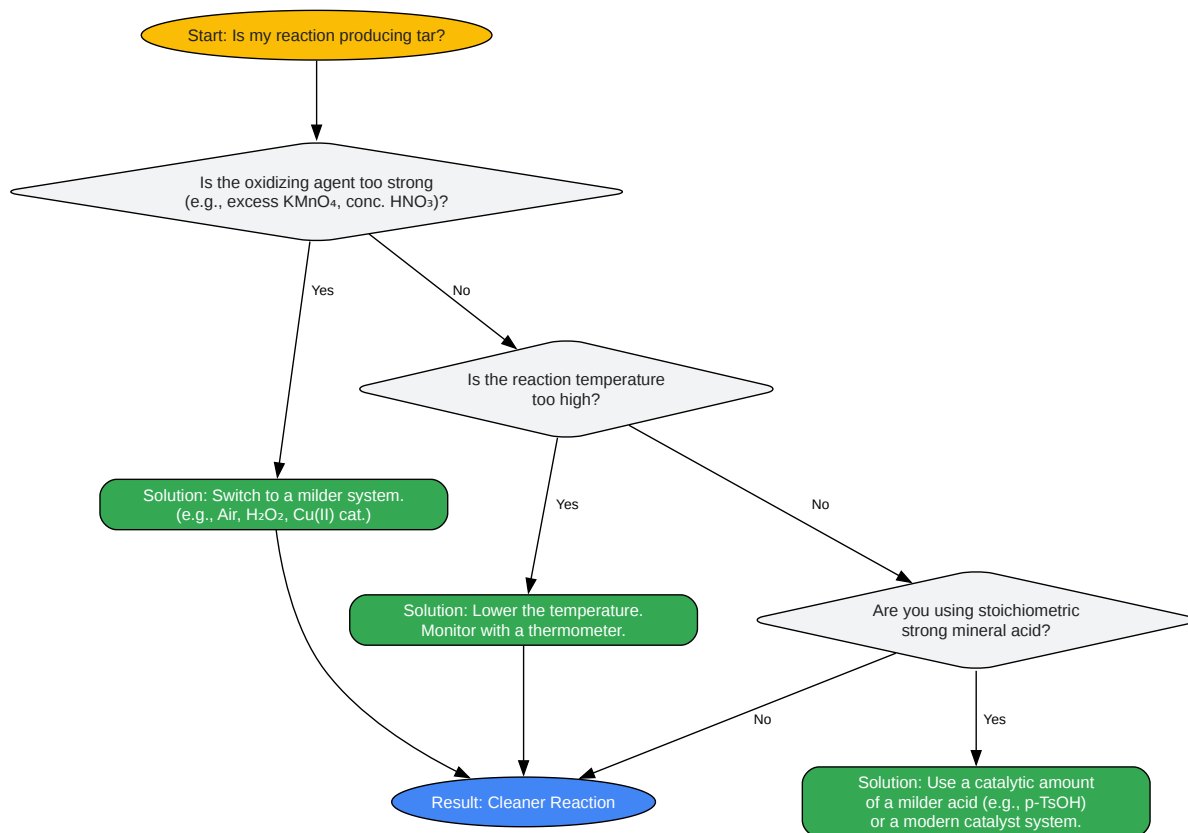 Start: Is my reaction producing tar?
Is the oxidizing agent too strong
(e.g., excess KMnO₄, conc. HNO₃)?
Yes
No
Is the reaction temperature
too high?
Solution: Switch to a milder system.
(e.g., Air, H₂O₂, Cu(II) cat.)
Yes
No
Solution: Lower the temperature.
Monitor with a thermometer.
Are you using stoichiometric
strong mineral acid?
No
Yes
Result: Cleaner Reaction
Solution: Use a catalytic amount
of a milder acid (e.g., p-TsOH)
or a modern catalyst system.